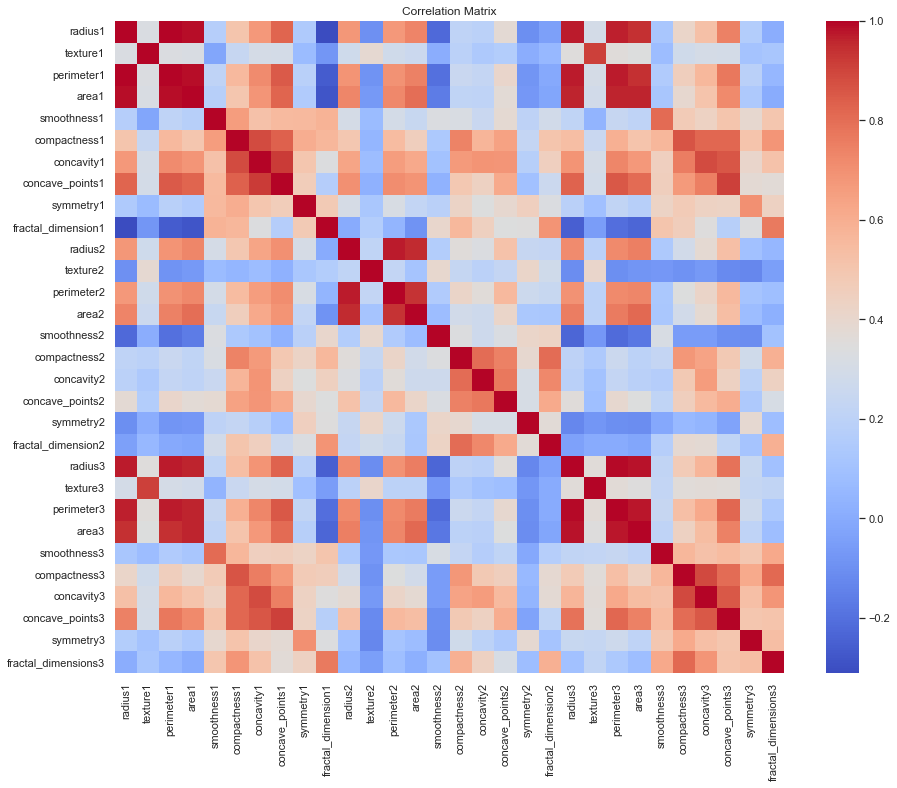 Correlation Matrix
radius1
texture1
perimeter1
area1
smoothness1
compactness1
concavity1
concave_points1
symmetry1
fractal_dimension1
radius2
texture2
perimeter2
area2
smoothness2
compactness2
concavity2
concave_points2
symmetry2
fractal_dimension2
radius3
texture3
perimeter3
area3
smoothness3
compactness3
concavity3
concave_points3
symmetry3
fractal_dimensions3
radius1
texture1
perimeter1
area1
smoothness1
compactness1
concavity1
concave_points1
symmetry1
fractal_dimension1
radius2
texture2
perimeter2
area2
smoothness2
compactness2
concavity2
concave_points2
symmetry2
fractal_dimension2
radius3
texture3
perimeter3
area3
smoothness3
compactness3
concavity3
concave_points3
symmetry3
fractal_dimensions3
1.0
0.8
0.6
0.4
0.2
0.0
-0.2